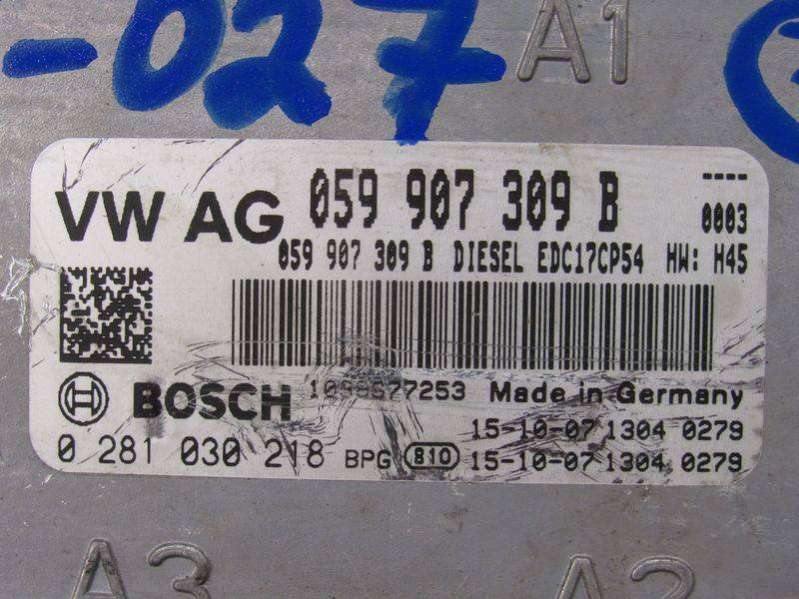 -027
A1
VW AG 059 907 309 B ----
0003
059 907 309 B DIESEL EDC17CP54 HW: H45
BOSCH Made in Germany
15-10-07 1304 0279
0 281 030 218 BPG 810 15-10-07 1304 0279
A3 A2